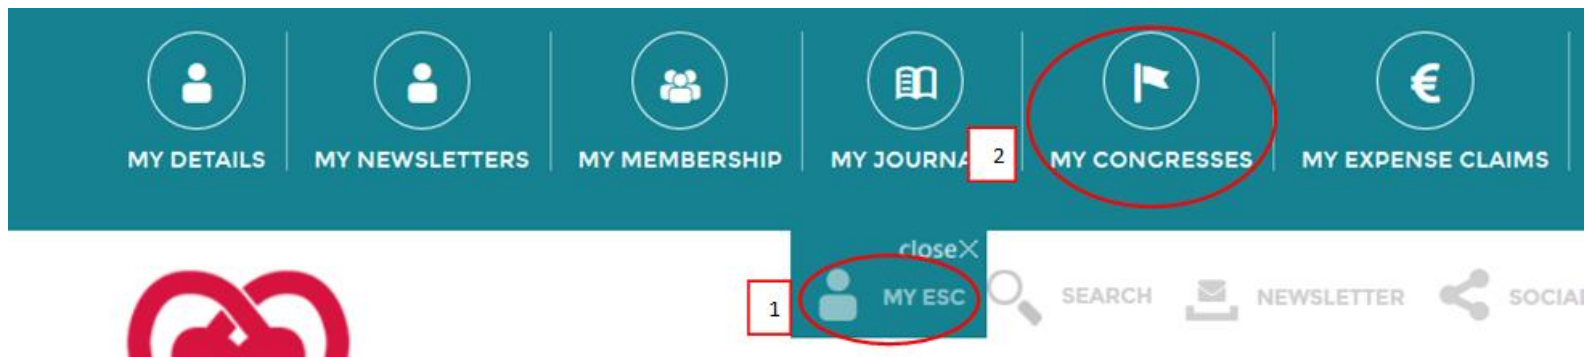 MY DETAILS
MY NEWSLETTERS
MY MEMBERSHIP
MY JOURNA
2
MY CONGRESSES
MY EXPENSE CLAIMS
close×
1
MY ESC
SEARCH
NEWSLETTER
SOCIAL